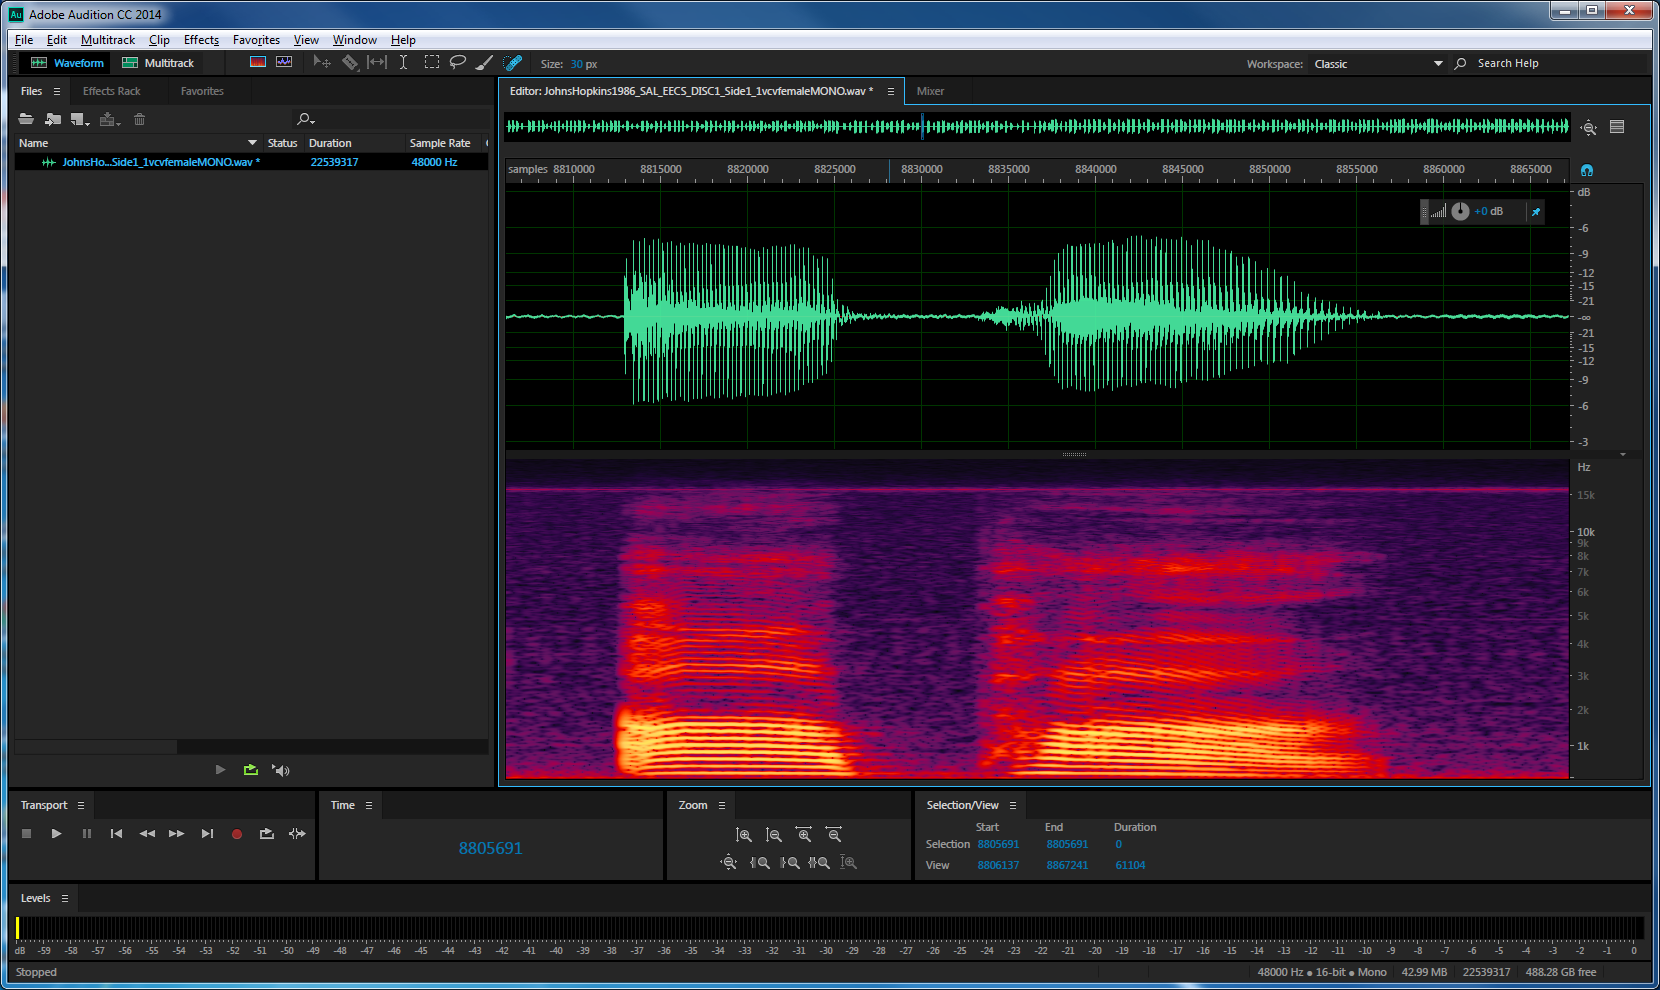 Au Adobe Audition CC 2014
File Edit Multitrack Clip Effects Favorites View Window Help
Waveform Multitrack Size: 30 px Workspace: Classic Search Help
Files Effects Rack Favorites
Editor: JohnsHopkins1986_SAL_EECS_DISC1_Side1_1vcvfemaleMONO.wav * Mixer
Name Status Duration Sample Rate
JohnsHo...Side1_1vcvfemaleMONO.wav * 22539317 48000 Hz
samples 8810000 8815000 8820000 8825000 8830000 8835000 8840000 8845000 8850000 8855000 8860000 8865000
dB
+0 dB
-6
-9
-12
-15
-21
-∞
-21
-15
-12
-9
-6
-3
Hz
15k
10k
9k
8k
7k
6k
5k
4k
3k
2k
1k
Transport Time Zoom Selection/View
8805691
Start End Duration
Selection 8805691 8805691 0
View 8806137 8867241 61104
Levels
dB -59 -58 -57 -56 -55 -54 -53 -52 -51 -50 -49 -48 -47 -46 -45 -44 -43 -42 -41 -40 -39 -38 -37 -36 -35 -34 -33 -32 -31 -30 -29 -28 -27 -26 -25 -24 -23 -22 -21 -20 -19 -18 -17 -16 -15 -14 -13 -12 -11 -10 -9 -8 -7 -6 -5 -4 -3 -2 -1 0
Stopped 48000 Hz • 16-bit • Mono 42.99 MB 22539317 488.28 GB free